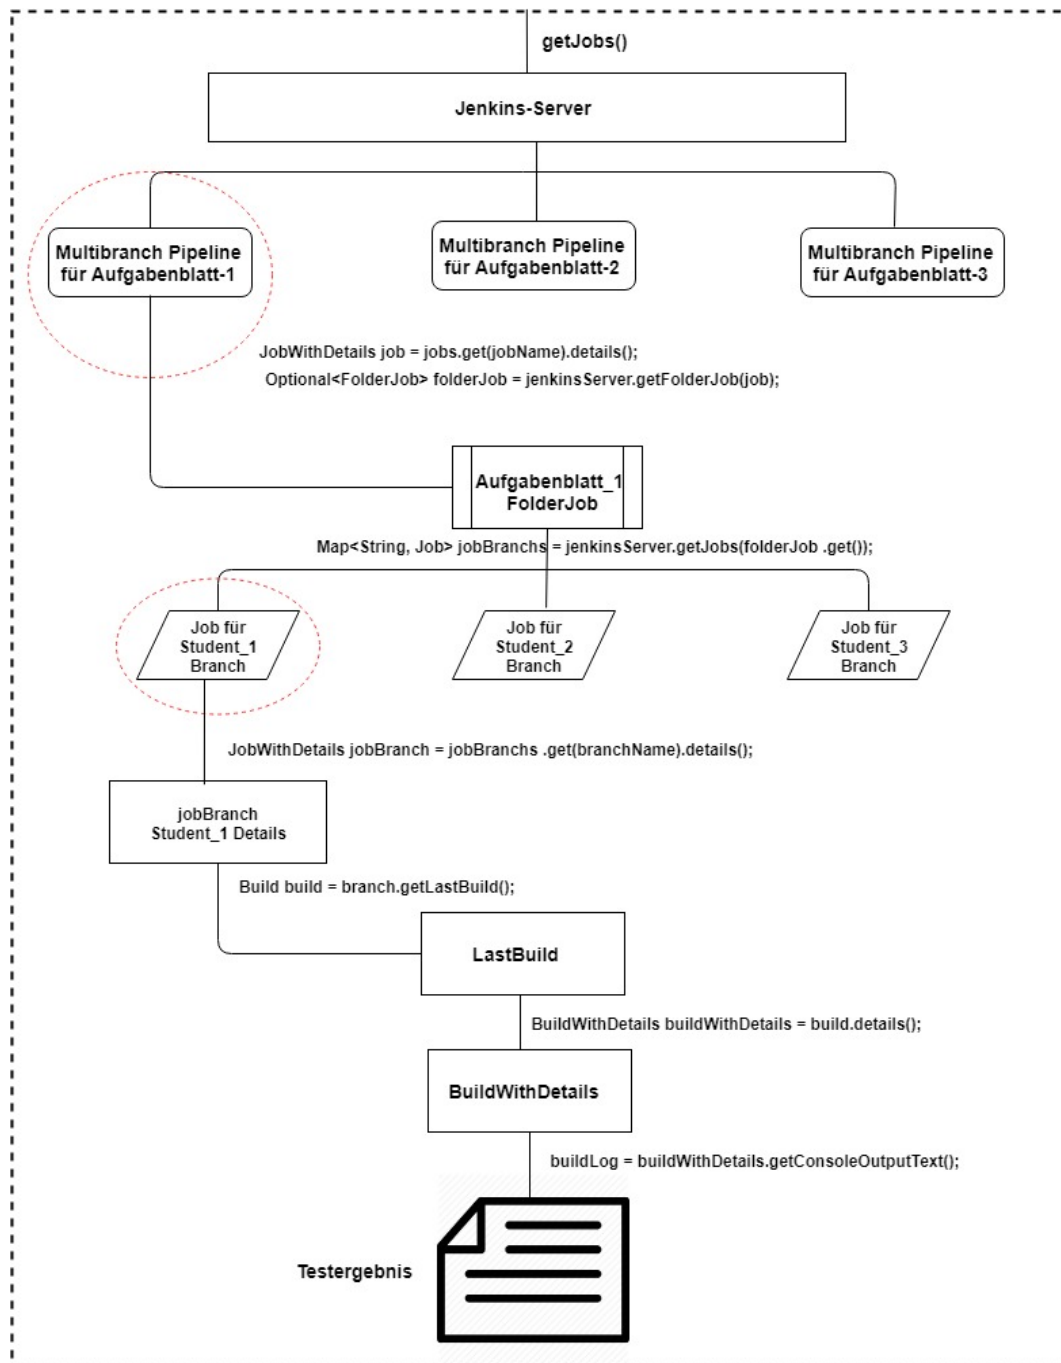 getJobs()
Jenkins-Server
Multibranch Pipeline
für Aufgabenblatt-1
Multibranch Pipeline
für Aufgabenblatt-2
Multibranch Pipeline
für Aufgabenblatt-3
JobWithDetails job = jobs.get(jobName).details();
Optional<FolderJob> folderJob = jenkinsServer.getFolderJob(job);
Aufgabenblatt_1
FolderJob
Map<String, Job> jobBranchs = jenkinsServer.getJobs(folderJob .get());
Job für
Student_1
Branch
Job für
Student_2
Branch
Job für
Student_3
Branch
JobWithDetails jobBranch = jobBranchs .get(branchName).details();
jobBranch
Student_1 Details
Build build = branch.getLastBuild();
LastBuild
BuildWithDetails buildWithDetails = build.details();
BuildWithDetails
buildLog = buildWithDetails.getConsoleOutputText();
Testergebnis